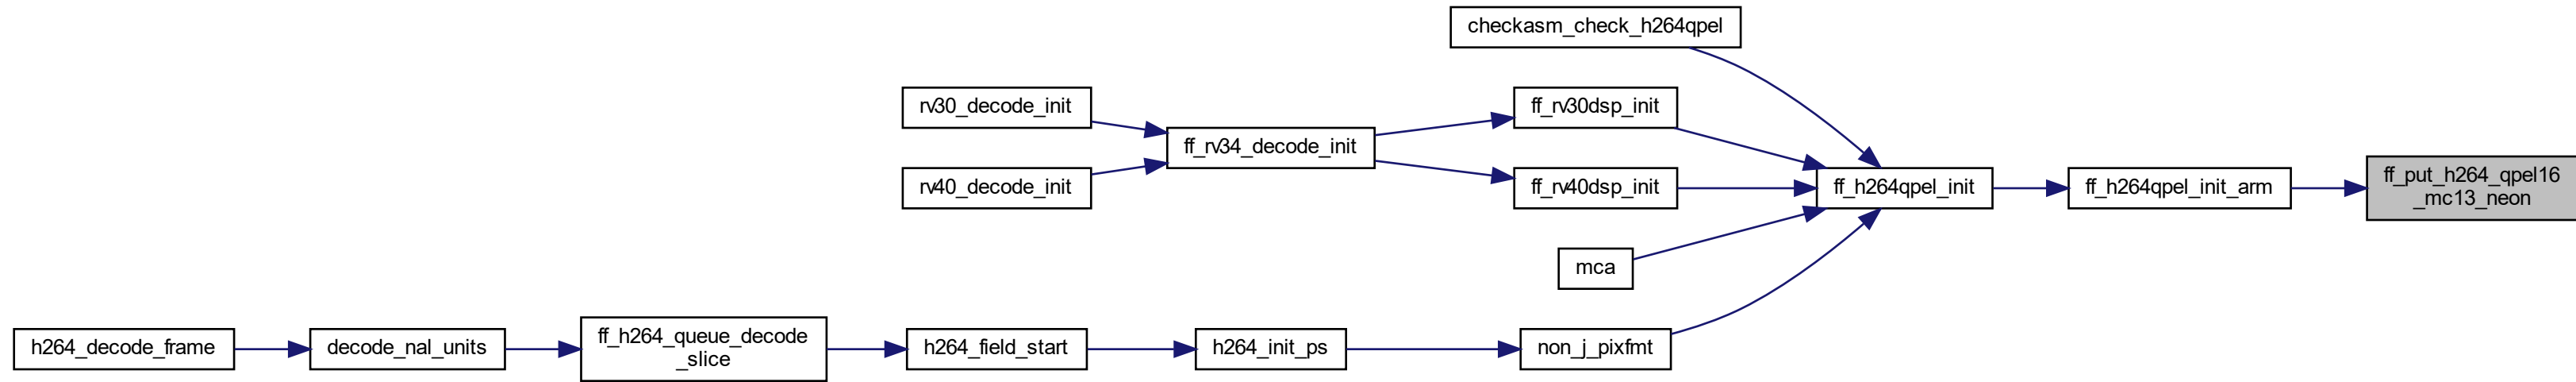 checkasm_check_h264qpel
rv30_decode_init
ff_rv30dsp_init
ff_rv34_decode_init
ff_put_h264_qpel16
_mc13_neon
rv40_decode_init
ff_rv40dsp_init
ff_h264qpel_init
ff_h264qpel_init_arm
mca
h264_decode_frame
decode_nal_units
ff_h264_queue_decode
_slice
h264_field_start
h264_init_ps
non_j_pixfmt